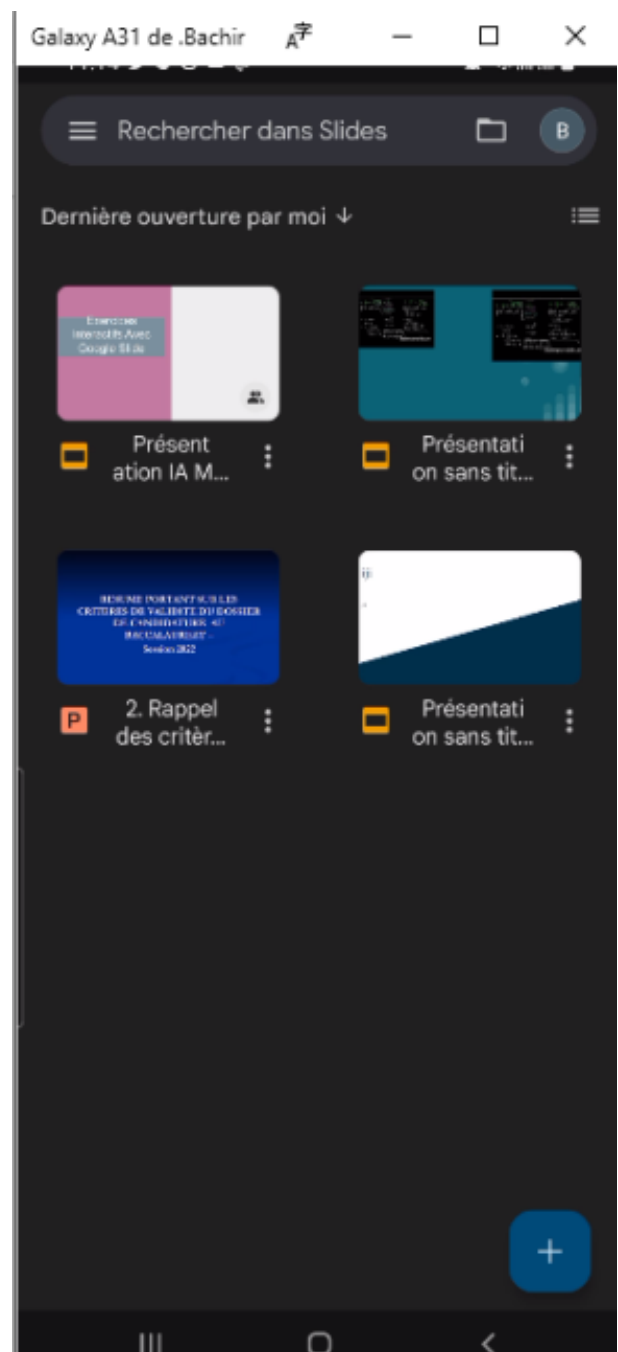 Galaxy A31 de .Bachir
Rechercher dans Slides
B
Dernière ouverture par moi ↓
Exercices
Interactifs Avec
Google Slide
Présent
ation IA M...
Présentati
on sans tit...
RESUME PORTANT SUR LES
CRITERES DE VALIDITE DU DOSSIER
DE CANDIDATURE AU
BACCALAUREAT –
Session 2022
P
2. Rappel
des critèr...
Présentati
on sans tit...